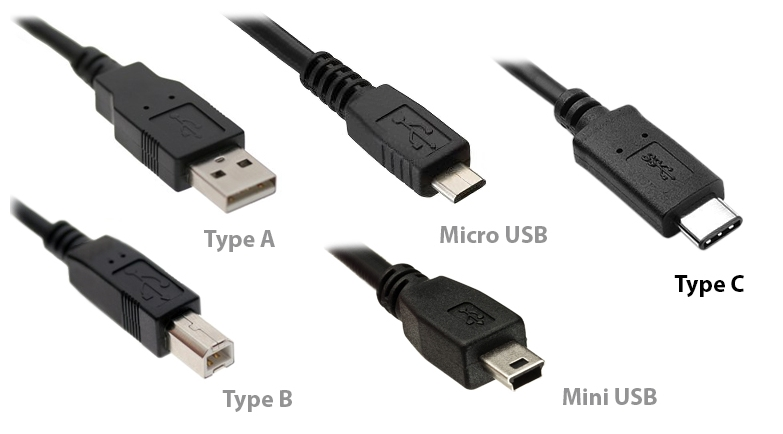 Type A
Micro USB
Type C
Type B
Mini USB